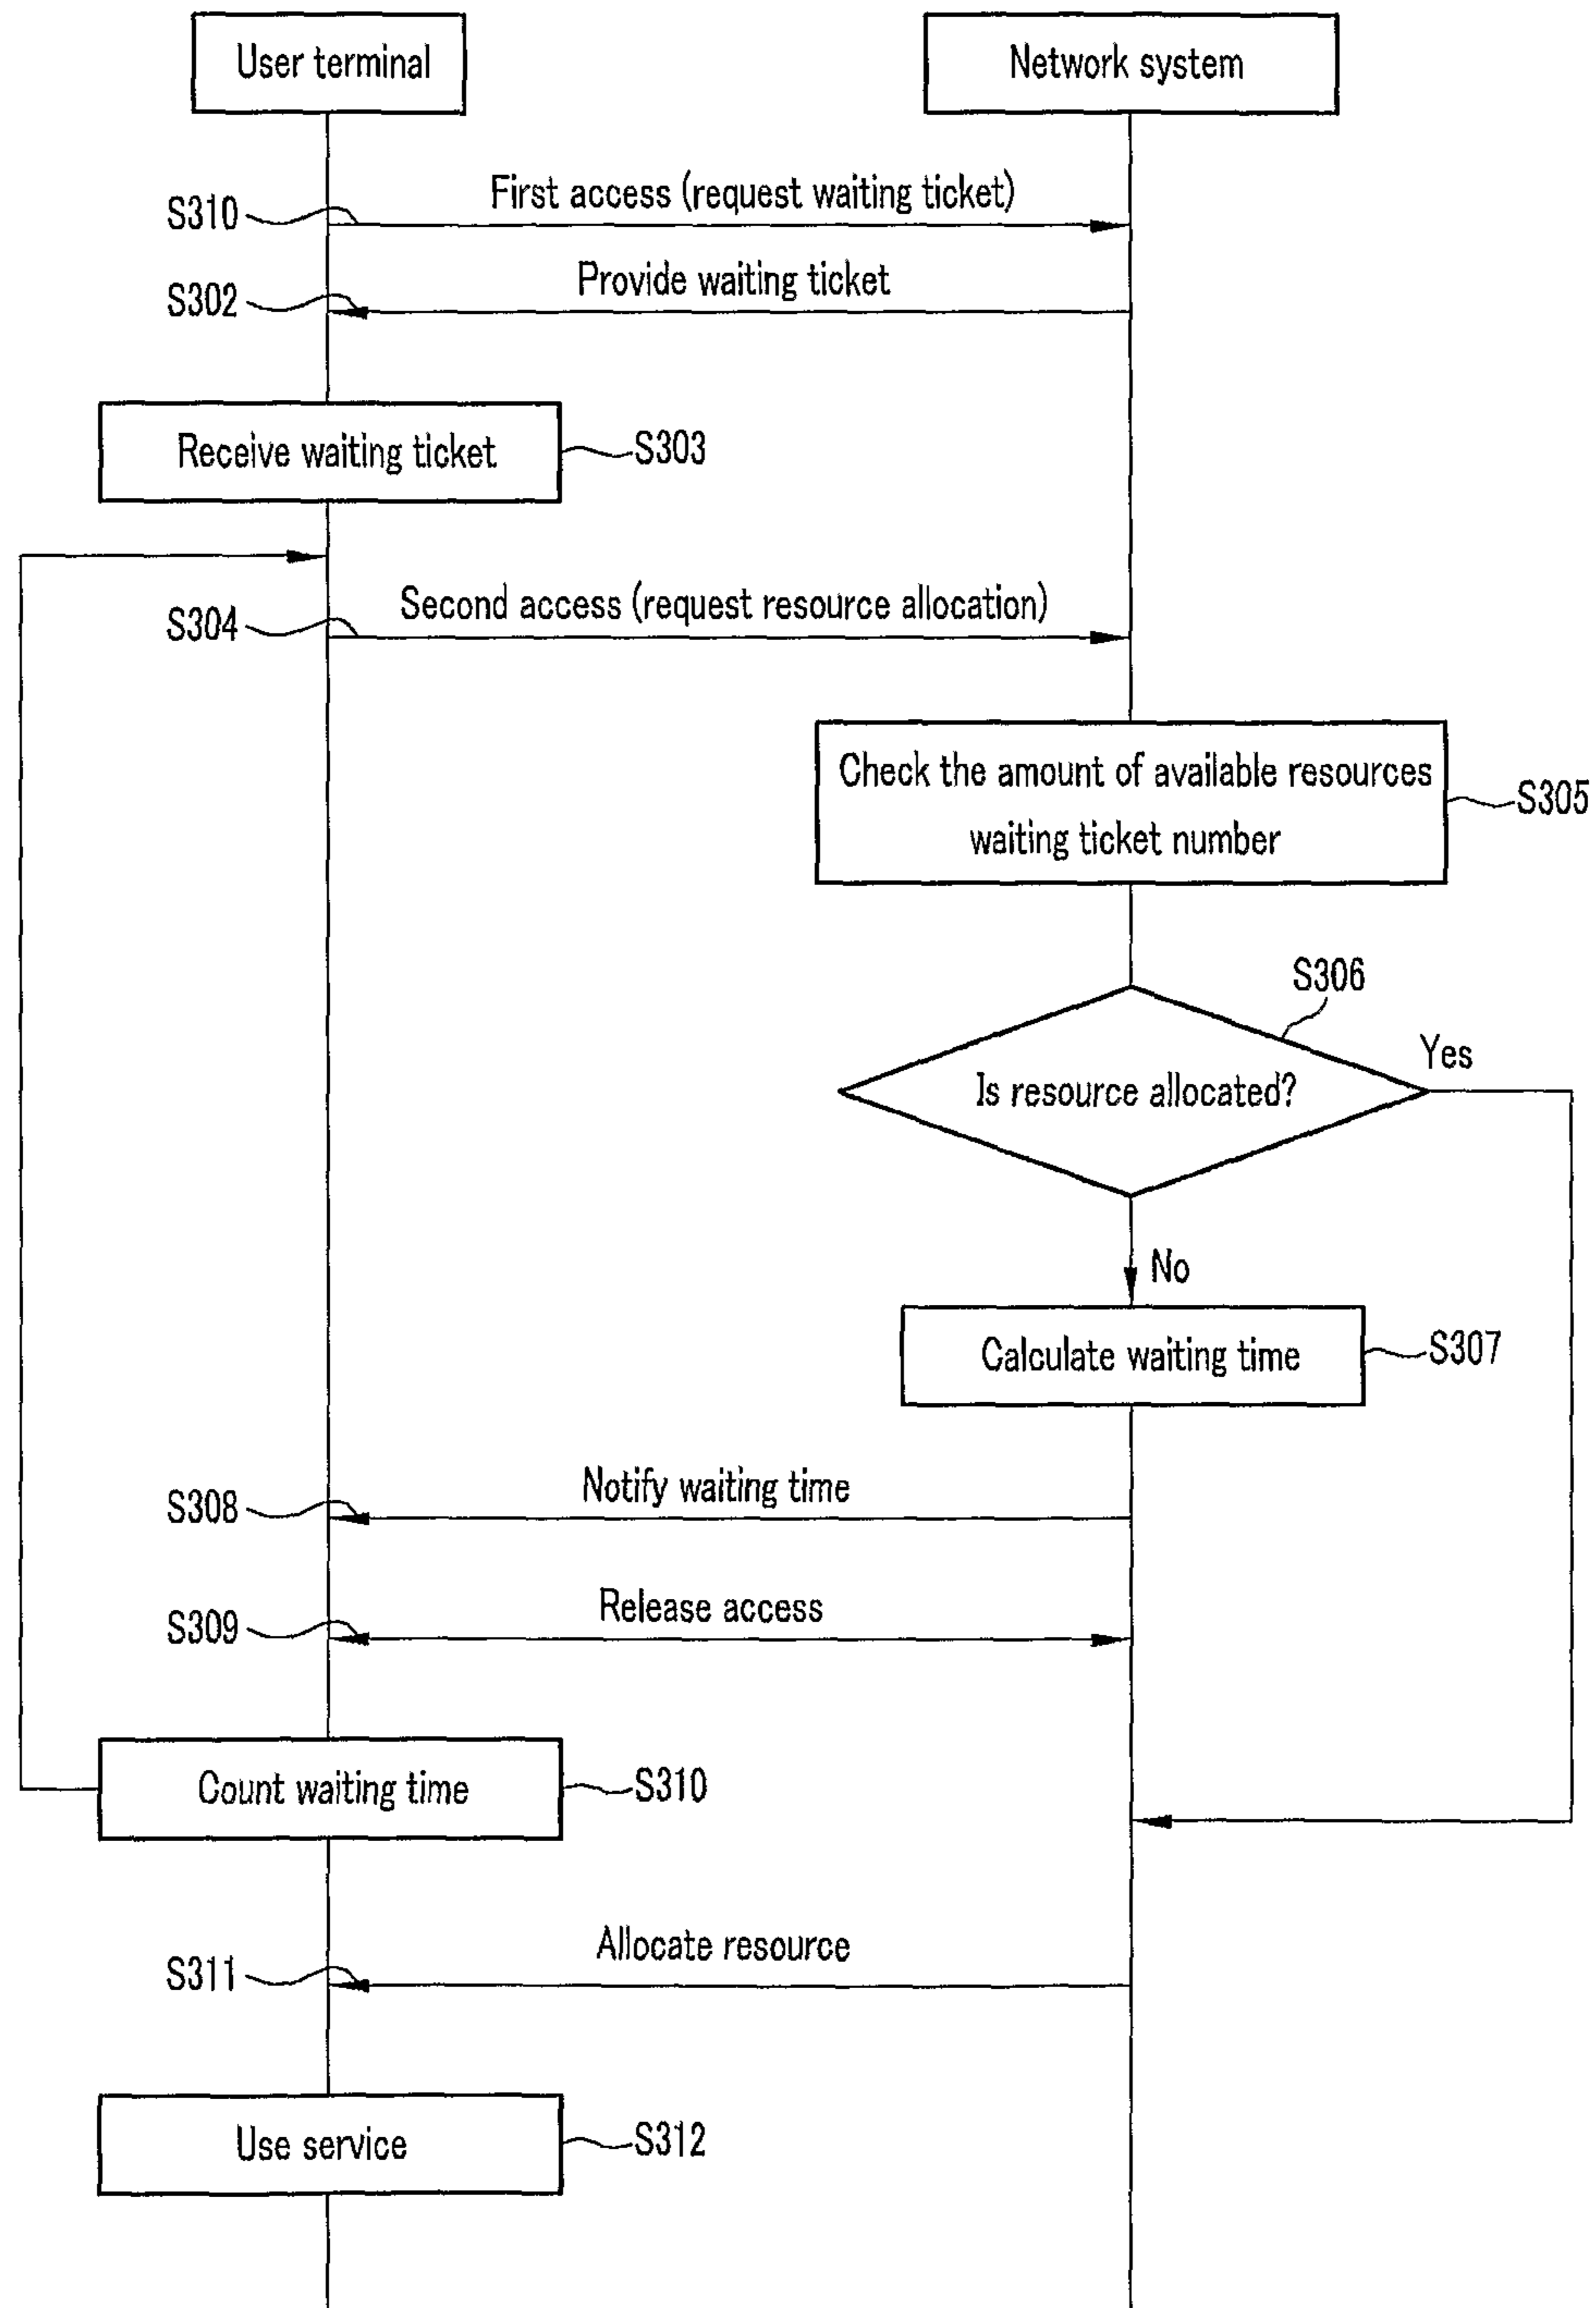 User terminal
Network system
First access (request waiting ticket)
S310
Provide waiting ticket
S302
Receive waiting ticket
S303
Second access (request resource allocation)
S304
Check the amount of available resources
waiting ticket number
S305
S306
Yes
Is resource allocated?
No
Calculate waiting time
S307
Notify waiting time
S308
Release access
S309
Count waiting time
S310
Allocate resource
S311
Use service
S312